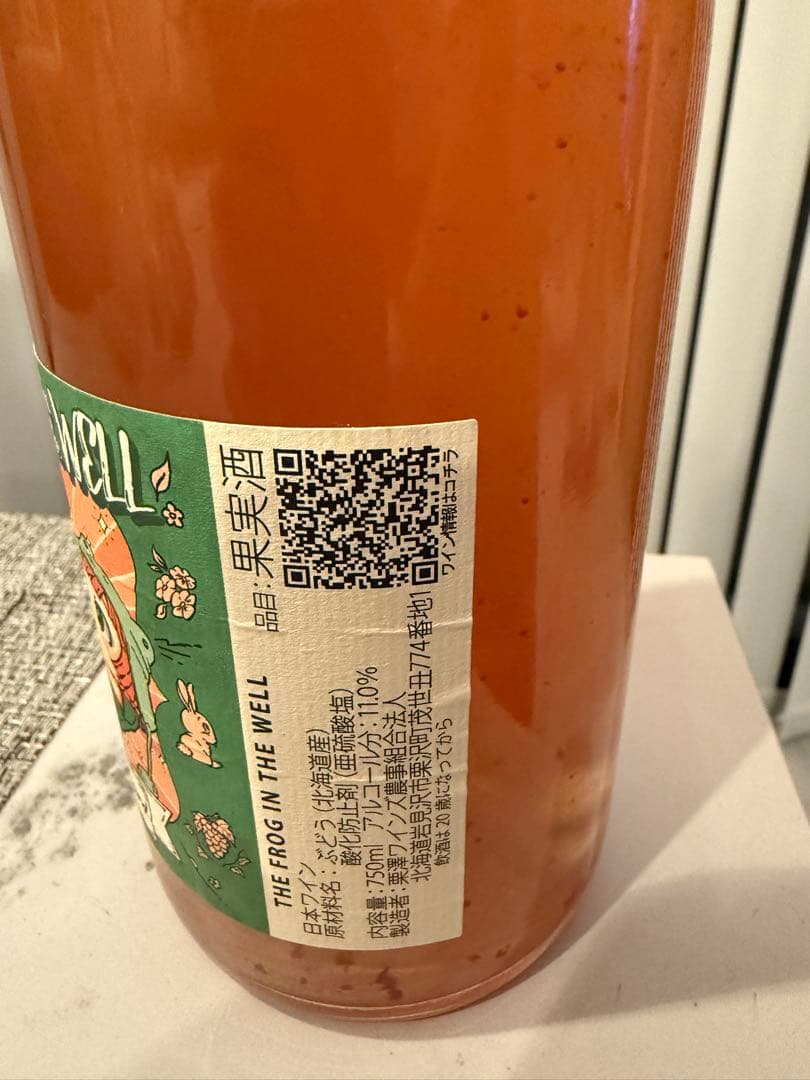 WELL
品目:果実酒
ワイン情報はコチラ
THE FROG IN THE WELL
日本ワイン
原材料名:ぶどう(北海道産)
酸化防止剤(亜硫酸塩)
内容量:750ml アルコール分:11.0%
製造者:栗澤ワインズ農事組合法人
北海道岩見沢市栗沢町茂世丑774番地1
飲酒は20歳になってから